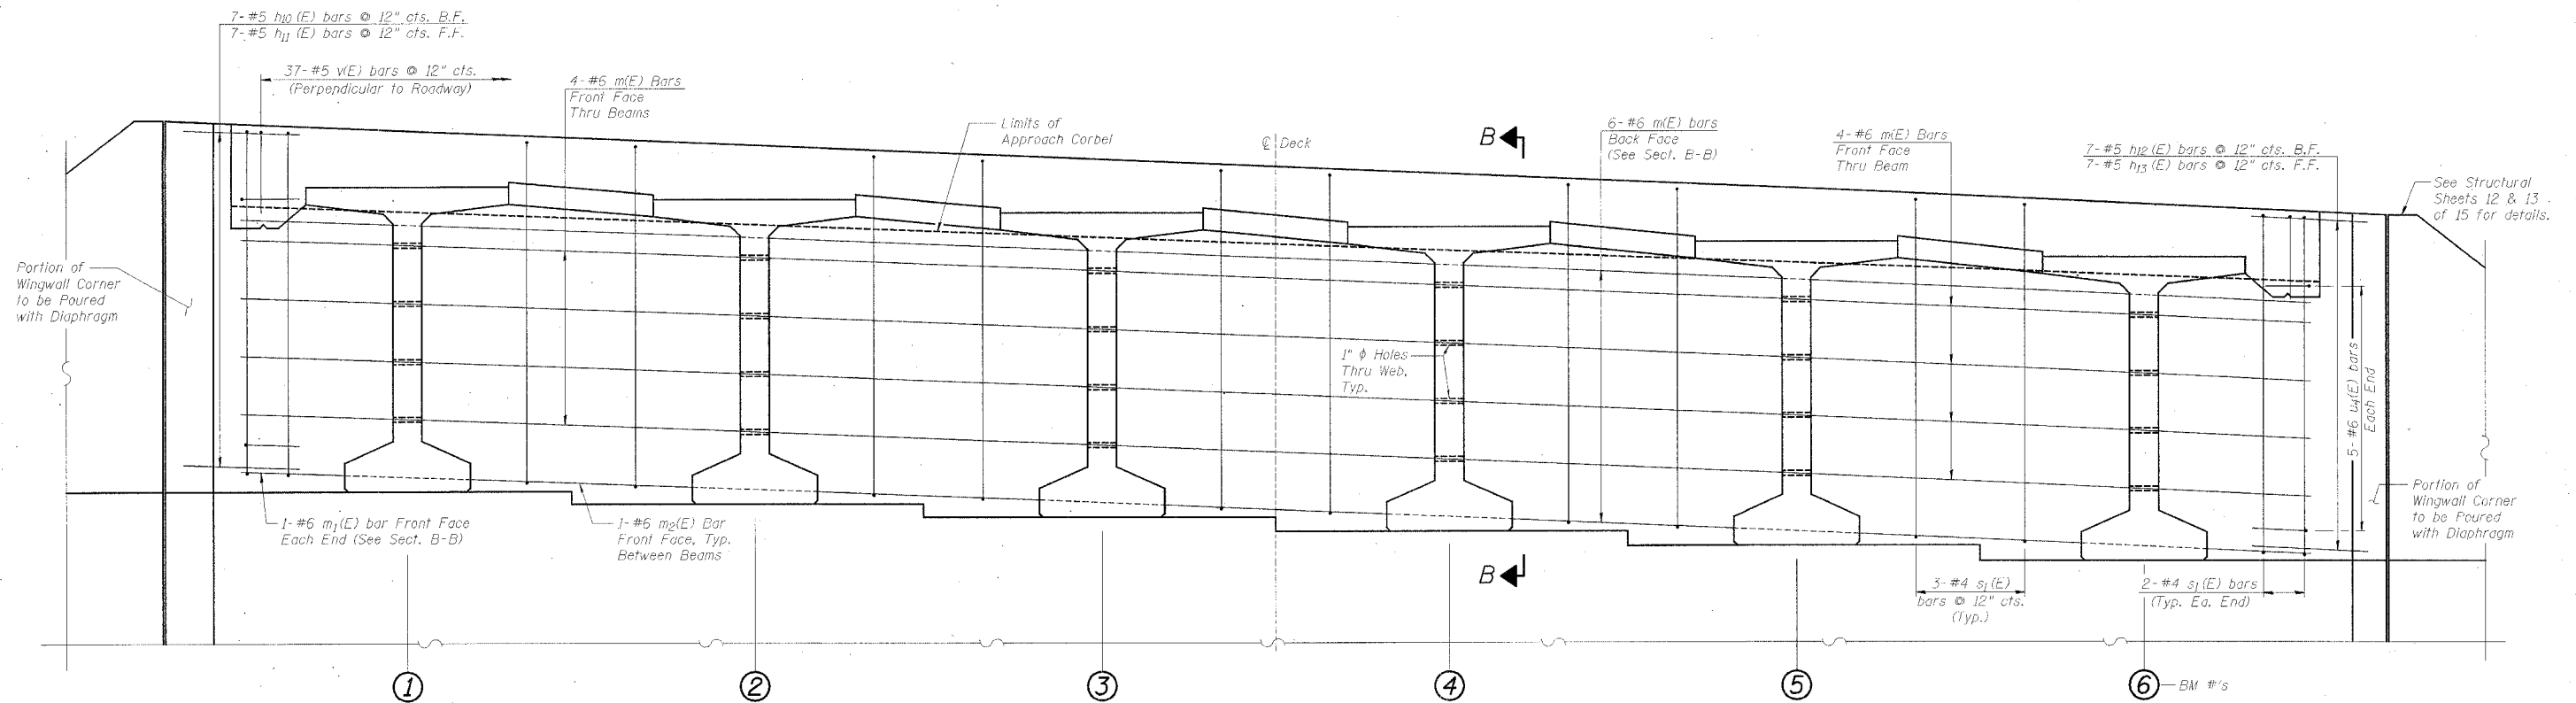 7-#5 h10 (E) bars @ 12" cts. B.F.
7-#5 h11 (E) bars @ 12" cts. F.F.
37-#5 v(E) bars @ 12" cts.
(Perpendicular to Roadway)
4-#6 m(E) Bars
Front Face
Thru Beams
Limits of
Approach Corbel
℄ Deck
B
6-#6 m(E) bars
Back Face
(See Sect. B-B)
4-#6 m(E) Bars
Front Face
Thru Beam
7-#5 h12 (E) bars @ 12" cts. B.F.
7-#5 h13 (E) bars @ 12" cts. F.F.
See Structural
Sheets 12 & 13
of 15 for details.
Portion of
Wingwall Corner
to be Poured
with Diaphragm
1" ϕ Holes
Thru Web,
Typ.
5-#6 u4(E) bars
Each End
Portion of
Wingwall Corner
to be Poured
with Diaphragm
1-#6 m1(E) bar Front Face
Each End (See Sect. B-B)
1-#6 m2(E) Bar
Front Face, Typ.
Between Beams
B
3-#4 s1(E)
bars @ 12" cts.
(Typ.)
2-#4 s1(E) bars
(Typ. Ea. End)
1
2
3
4
5
6
BM #'s